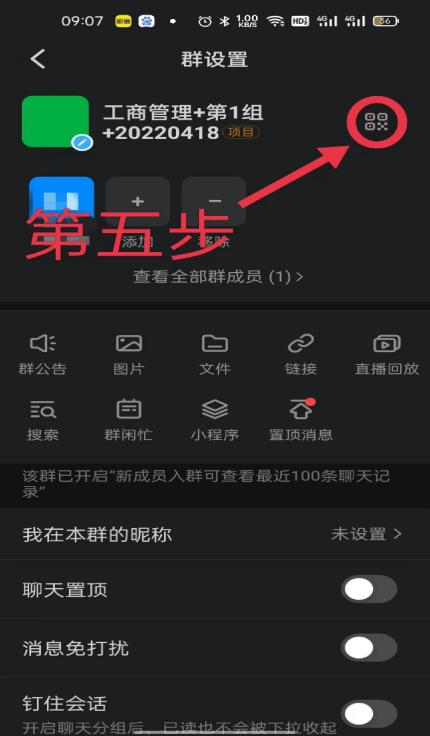 09:07
1.00
KB/S
HD
4G
4G
36
群设置
工商管理+第1组
+20220418 项目
第五步
添加
移除
查看全部群成员 (1) >
群公告 图片 文件 链接 直播回放
搜索 群闲忙 小程序 置顶消息
该群已开启“新成员入群可查看最近100条聊天记
录”
我在本群的昵称 未设置 >
聊天置顶
消息免打扰
钉住会话
开启聊天分组后，已读也不会被下拉收起